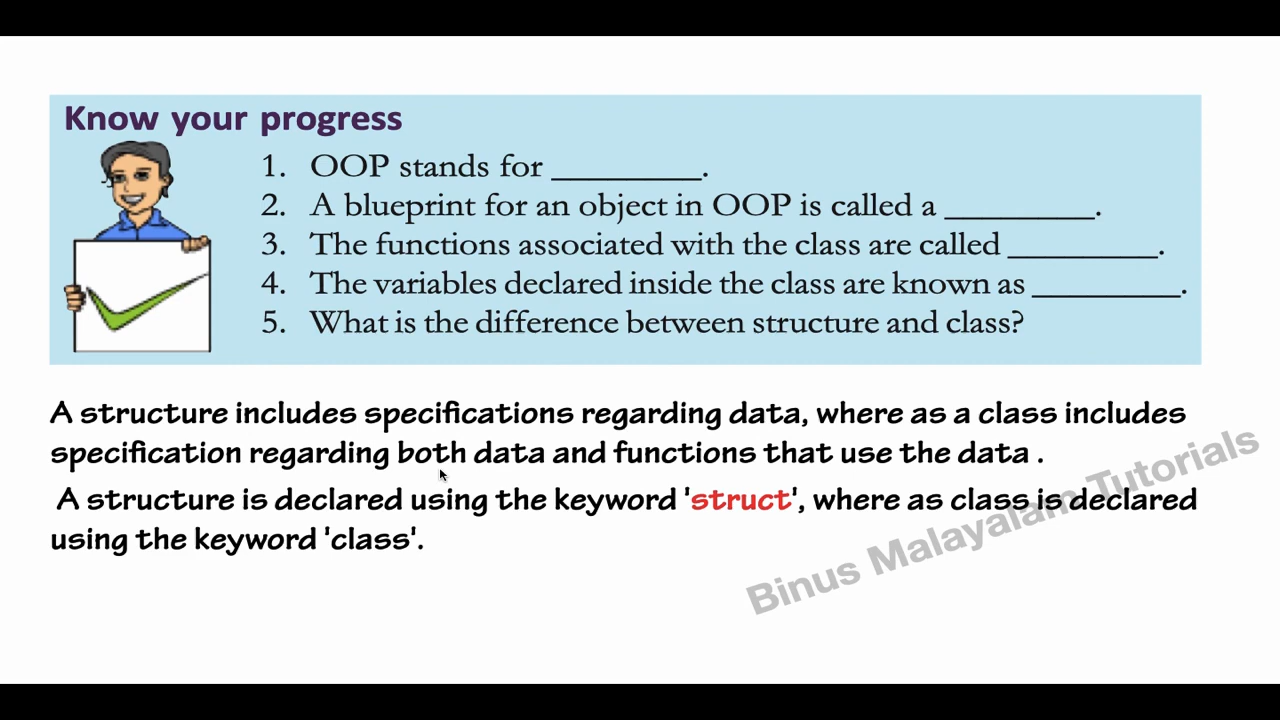 Know your progress
1. OOP stands for _________.
2. A blueprint for an object in OOP is called a _________.
3. The functions associated with the class are called _________.
4. The variables declared inside the class are known as _________.
5. What is the difference between structure and class?
A structure includes specifications regarding data, where as a class includes
specification regarding both data and functions that use the data .
A structure is declared using the keyword 'struct', where as class is declared
using the keyword 'class'.
Binus Malayalam Tutorials